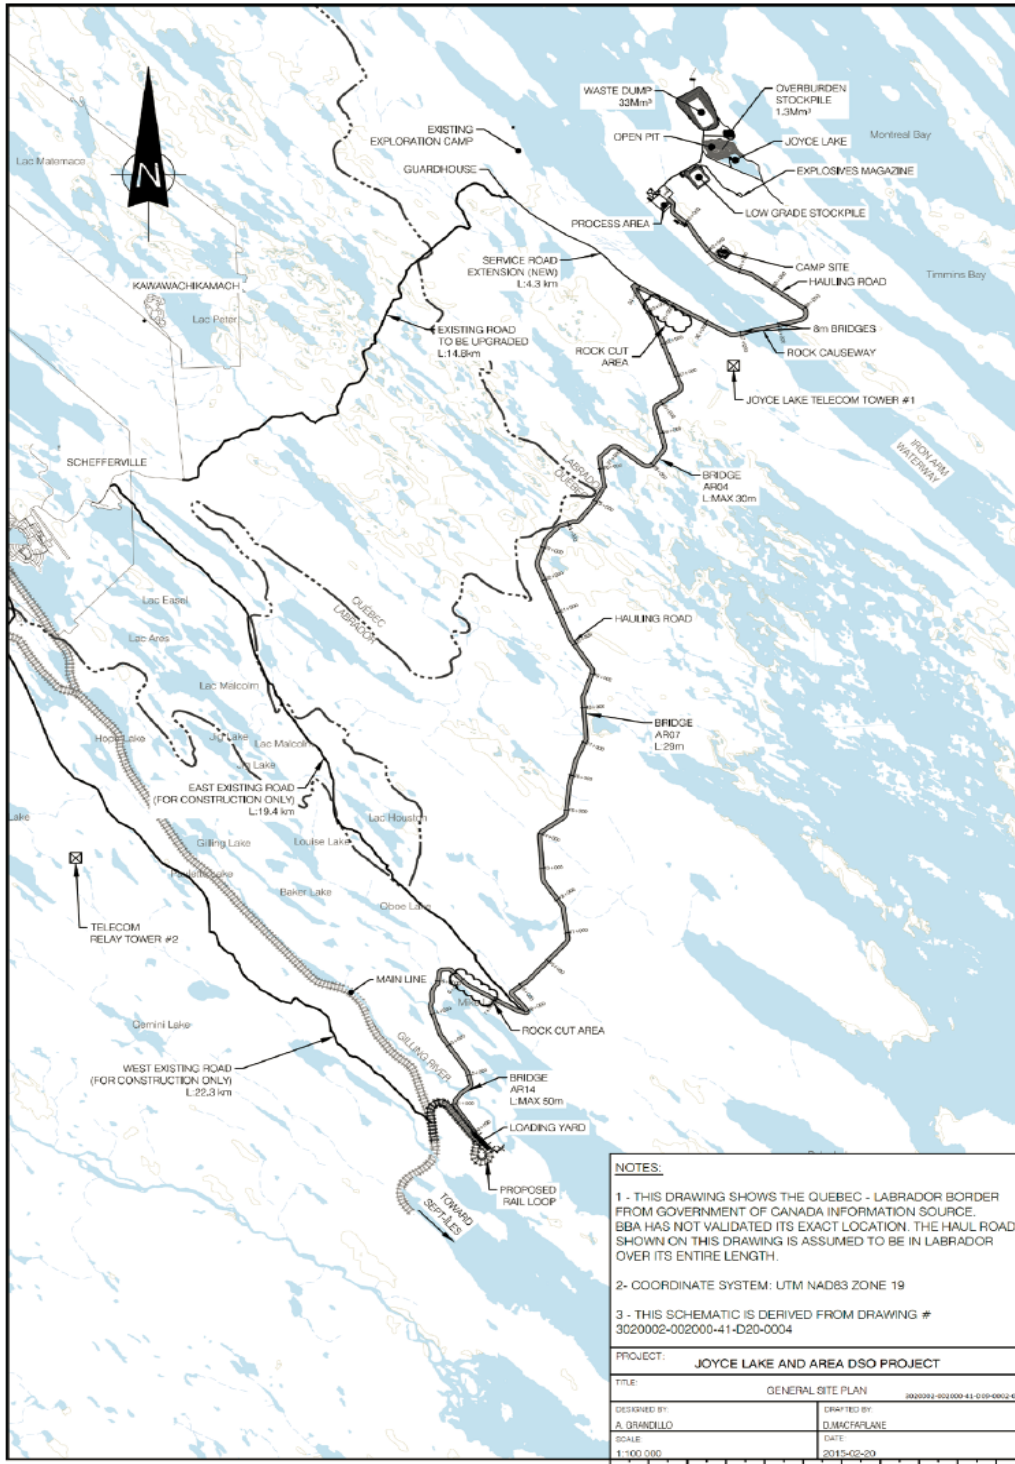 WASTE DUMP
33Mm³
OVERBURDEN
STOCKPILE
1.3Mm³
EXISTING
EXPLORATION CAMP
OPEN PIT
JOYCE LAKE
Montreal Bay
Lac Matemace
GUARDHOUSE
EXPLOSIVES MAGAZINE
N
LOW GRADE STOCKPILE
PROCESS AREA
SERVICE ROAD
EXTENSION (NEW)
L:4.3 km
CAMP SITE
Timmins Bay
HAULING ROAD
KAWAWACHIKAMACH
Lac Peter
EXISTING ROAD
TO BE UPGRADED
L:14.8km
8m BRIDGES
ROCK CUT
AREA
ROCK CAUSEWAY
JOYCE LAKE TELECOM TOWER #1
IRON ARM
WATERWAY
SCHEFFERVILLE
LABRADOR
QUEBEC
BRIDGE
AR04
L:MAX 30m
Lac Easel
QUEBEC
LABRADOR
HAULING ROAD
Lac Ares
Lac Malcolm
BRIDGE
AR07
L:29m
Hope Lake
Jig Lake
Lac Malcolm
Jig Lake
EAST EXISTING ROAD
(FOR CONSTRUCTION ONLY)
L:19.4 km
Lac Houston
Lake
Gilling Lake
Louise Lake
Baker Lake
Oboe Lake
TELECOM
RELAY TOWER #2
MAIN LINE
Gemini Lake
ROCK CUT AREA
GILLING RIVER
WEST EXISTING ROAD
(FOR CONSTRUCTION ONLY)
L:22.3 km
BRIDGE
AR14
L:MAX 50m
LOADING YARD
PROPOSED
RAIL LOOP
TOWARD
SEPT-ÎLES
NOTES:
1 - THIS DRAWING SHOWS THE QUEBEC - LABRADOR BORDER
FROM GOVERNMENT OF CANADA INFORMATION SOURCE.
BBA HAS NOT VALIDATED ITS EXACT LOCATION. THE HAUL ROAD
SHOWN ON THIS DRAWING IS ASSUMED TO BE IN LABRADOR
OVER ITS ENTIRE LENGTH.
2- COORDINATE SYSTEM: UTM NAD83 ZONE 19
3 - THIS SCHEMATIC IS DERIVED FROM DRAWING #
3020002-002000-41-D20-0004
PROJECT:
JOYCE LAKE AND AREA DSO PROJECT
TITLE:
GENERAL SITE PLAN
DESIGNED BY:
A. GRANDILLO
DRAFTED BY:
D.MACFARLANE
SCALE:
1:100 000
DATE:
2015-02-20